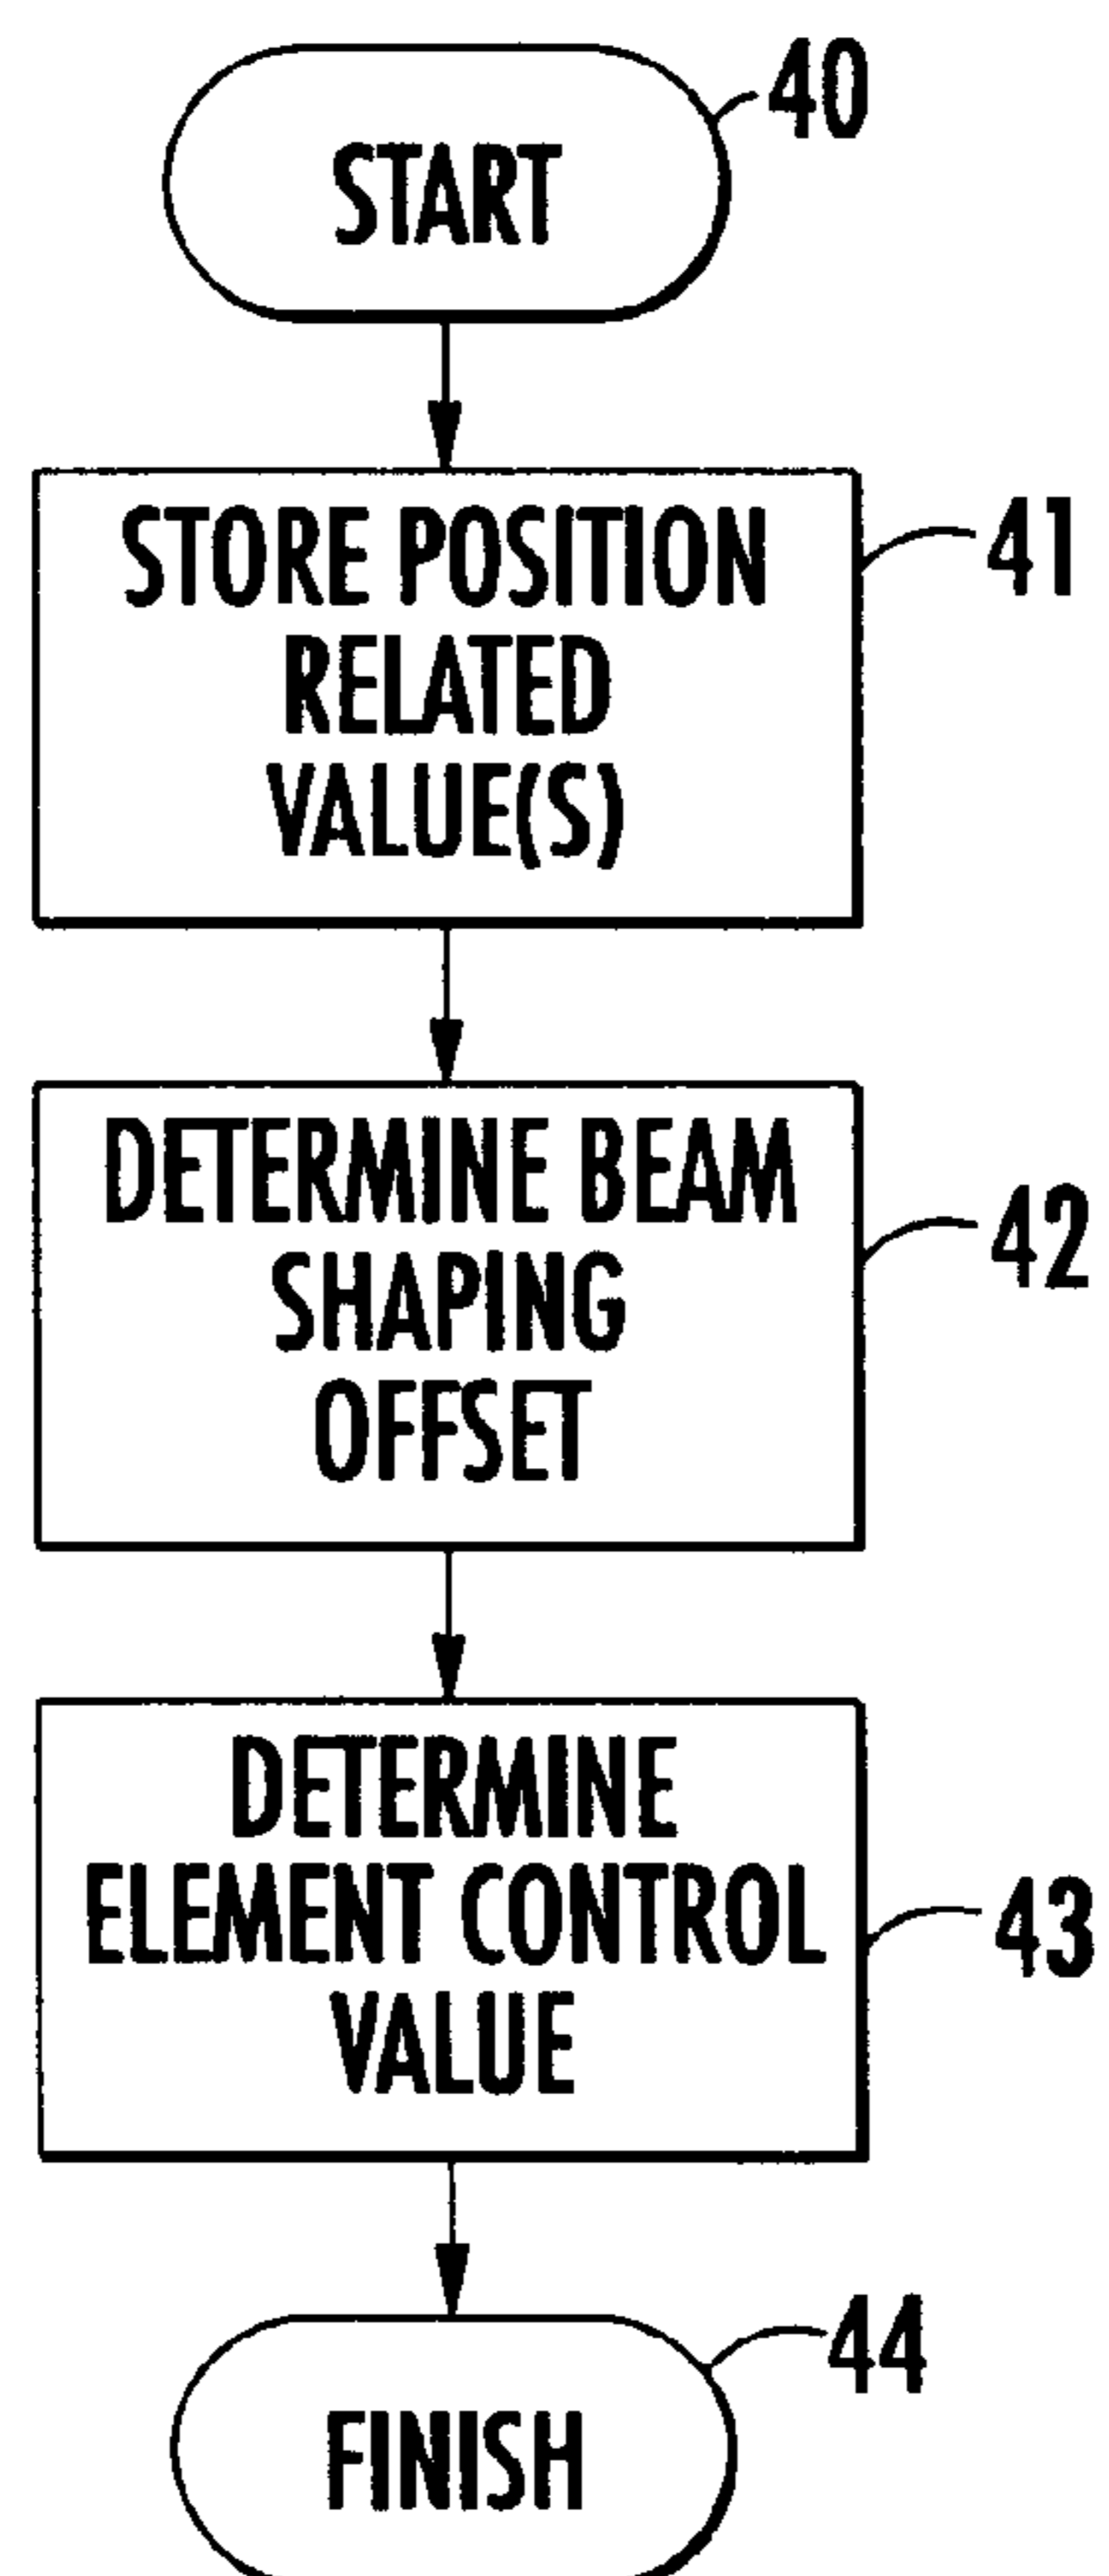 START
40
STORE POSITION
RELATED
VALUE(S)
41
DETERMINE BEAM
SHAPING
OFFSET
42
DETERMINE
ELEMENT CONTROL
VALUE
43
FINISH
44